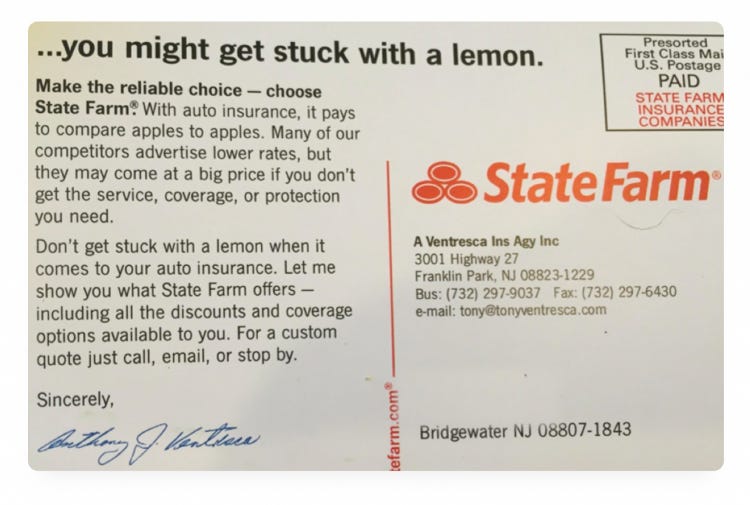 ...you might get stuck with a lemon.
Make the reliable choice — choose
State Farm®. With auto insurance, it pays
to compare apples to apples. Many of our
competitors advertise lower rates, but
they may come at a big price if you don't
get the service, coverage, or protection
you need.
Don't get stuck with a lemon when it
comes to your auto insurance. Let me
show you what State Farm offers —
including all the discounts and coverage
options available to you. For a custom
quote just call, email, or stop by.
Sincerely,
Anthony J. Ventresca
efarm.com®
Presorted
First Class Mai
U.S. Postage
PAID
STATE FARM
INSURANCE
COMPANIES
State Farm®
A Ventresca Ins Agy Inc
3001 Highway 27
Franklin Park, NJ 08823-1229
Bus: (732) 297-9037 Fax: (732) 297-6430
e-mail: tony@tonyventresca.com
Bridgewater NJ 08807-1843